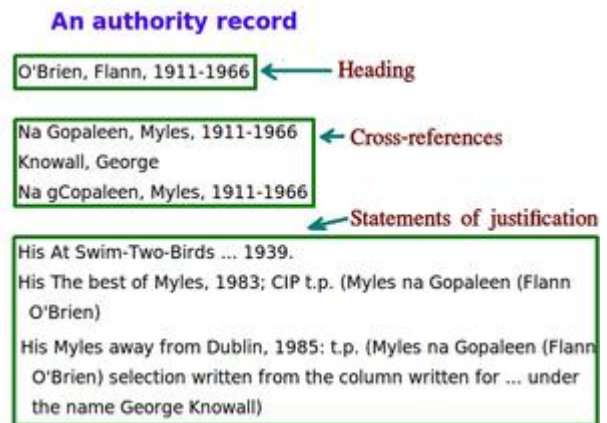 An authority record
O'Brien, Flann, 1911-1966
Heading
Na Gopaleen, Myles, 1911-1966
Knowall, George
Na gCopaleen, Myles, 1911-1966
Cross-references
Statements of justification
His At Swim-Two-Birds ... 1939.
His The best of Myles, 1983; CIP t.p. (Myles na Gopaleen (Flann
O'Brien)
His Myles away from Dublin, 1985: t.p. (Myles na Gopaleen (Flann
O'Brien) selection written from the column written for ... under
the name George Knowall)